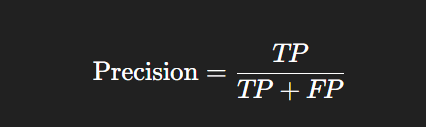 Precision = TP / TP + FP